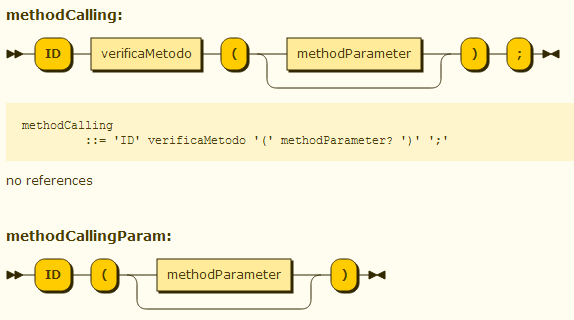 methodCalling:
ID verificaMetodo ( methodParameter ) ;
methodCalling
::= 'ID' verificaMetodo '(' methodParameter? ')' ';'
no references
methodCallingParam:
ID ( methodParameter )